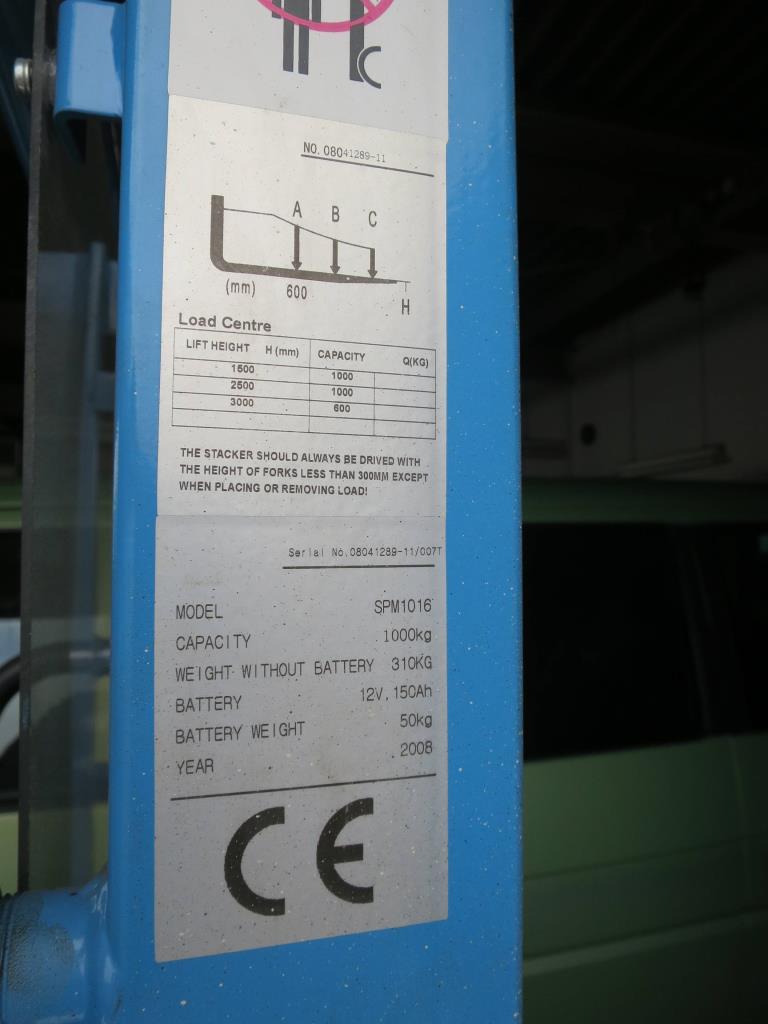 C
NO. 08041289-11
A B C
(mm) 600 H
Load Centre
LIFT HEIGHT H (mm) CAPACITY Q(KG)
1500 1000
2500 1000
3000 600
THE STACKER SHOULD ALWAYS BE DRIVED WITH
THE HEIGHT OF FORKS LESS THAN 300MM EXCEPT
WHEN PLACING OR REMOVING LOAD!
Serial No. 08041289-11/007T
MODEL SPM1016
CAPACITY 1000kg
WEIGHT WITHOUT BATTERY 310KG
BATTERY 12V, 150Ah
BATTERY WEIGHT 50kg
YEAR 2008
CE